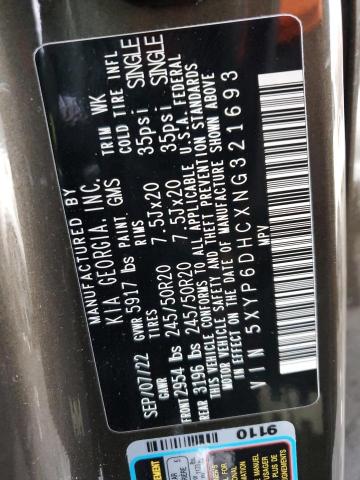 MANUFACTURED BY
KIA GEORGIA, INC. TRIM WK
SEP/07/22 GVWR 5917 lbs PAINT GMS COLD TIRE INFL
GAWR TIRES RIMS
FRONT 2954 lbs 245/50R20 7.5Jx20 35psi SINGLE
REAR 3196 lbs 245/50R20 7.5Jx20 35psi SINGLE
THIS VEHICLE CONFORMS TO ALL APPLICABLE U.S.A. FEDERAL
MOTOR VEHICLE SAFETY AND THEFT PREVENTION STANDARDS
IN EFFECT ON THE DATE OF MANUFACTURE SHOWN ABOVE
VIN 5XYP6DHCXNG321693
MPV
9110
MANUEL
USAGER